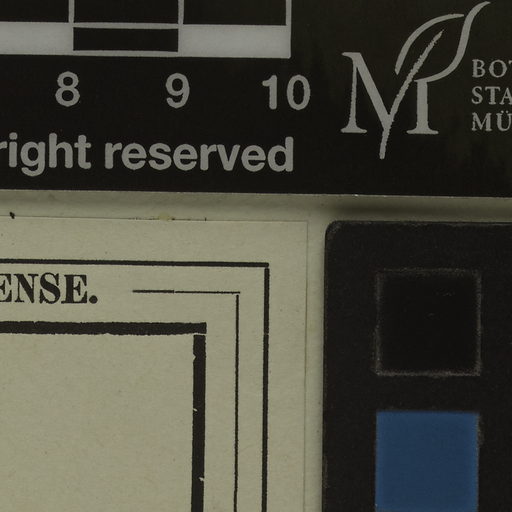 8 9 10
right reserved
M
BOT
STA
MÜ
ENSE.